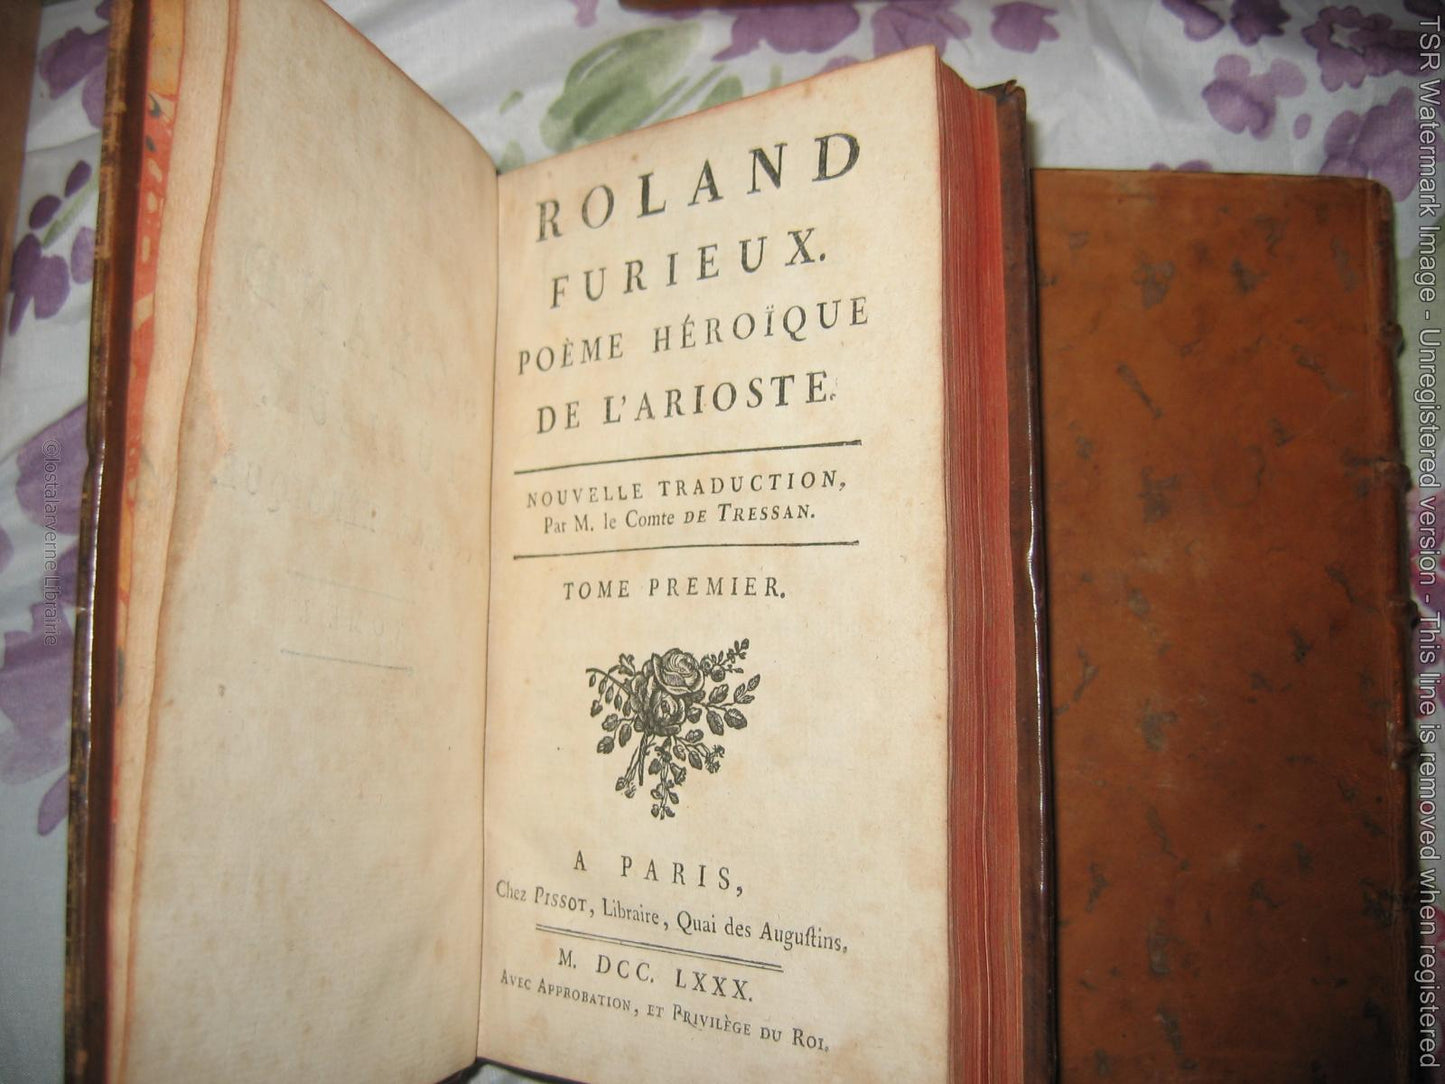 ROLAND
FURIEUX.
POÈME HÉROÏQUE
DE L'ARIOSTE.
NOUVELLE TRADUCTION,
Par M. le Comte DE TRESSAN.
TOME PREMIER.
A PARIS,
Chez PISSOT, Libraire, Quai des Auguſtins.
M. DCC. LXXX.
AVEC APPROBATION, ET PRIVILÈGE DU ROI.
©lostalarverne Librairie
TSR Watermark Image - Unregistered version - This line is removed when registered